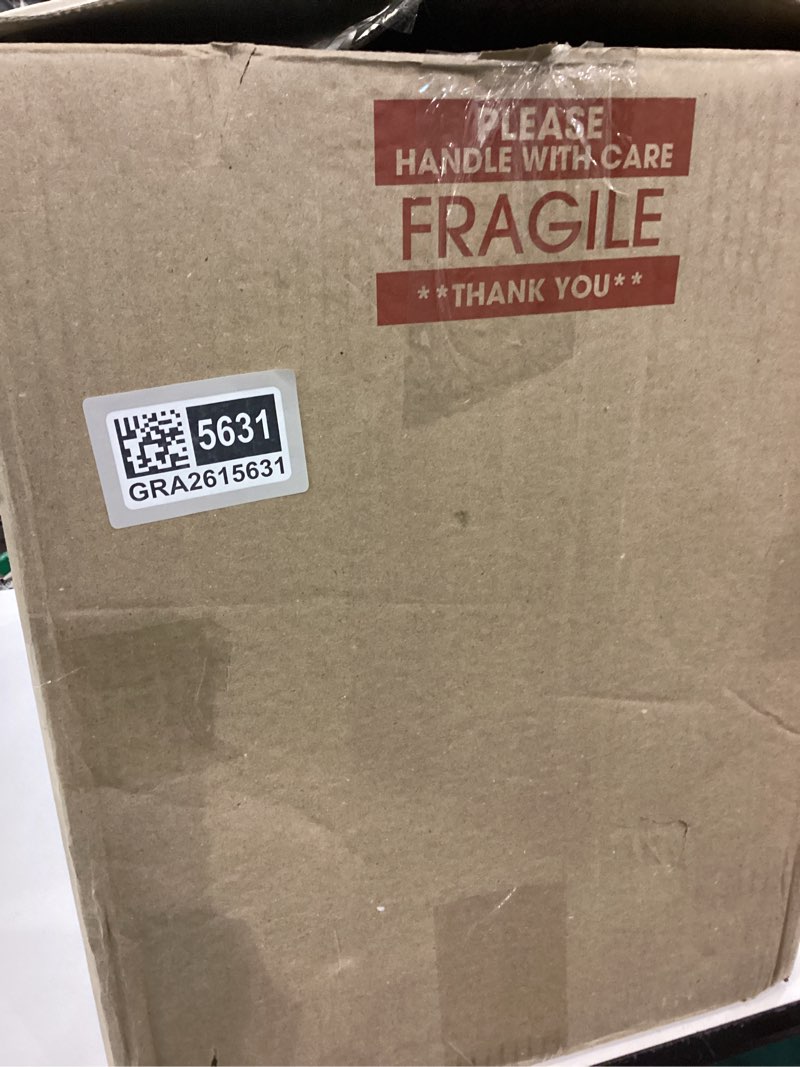 PLEASE
HANDLE WITH CARE
FRAGILE
**THANK YOU**
5631
GRA2615631